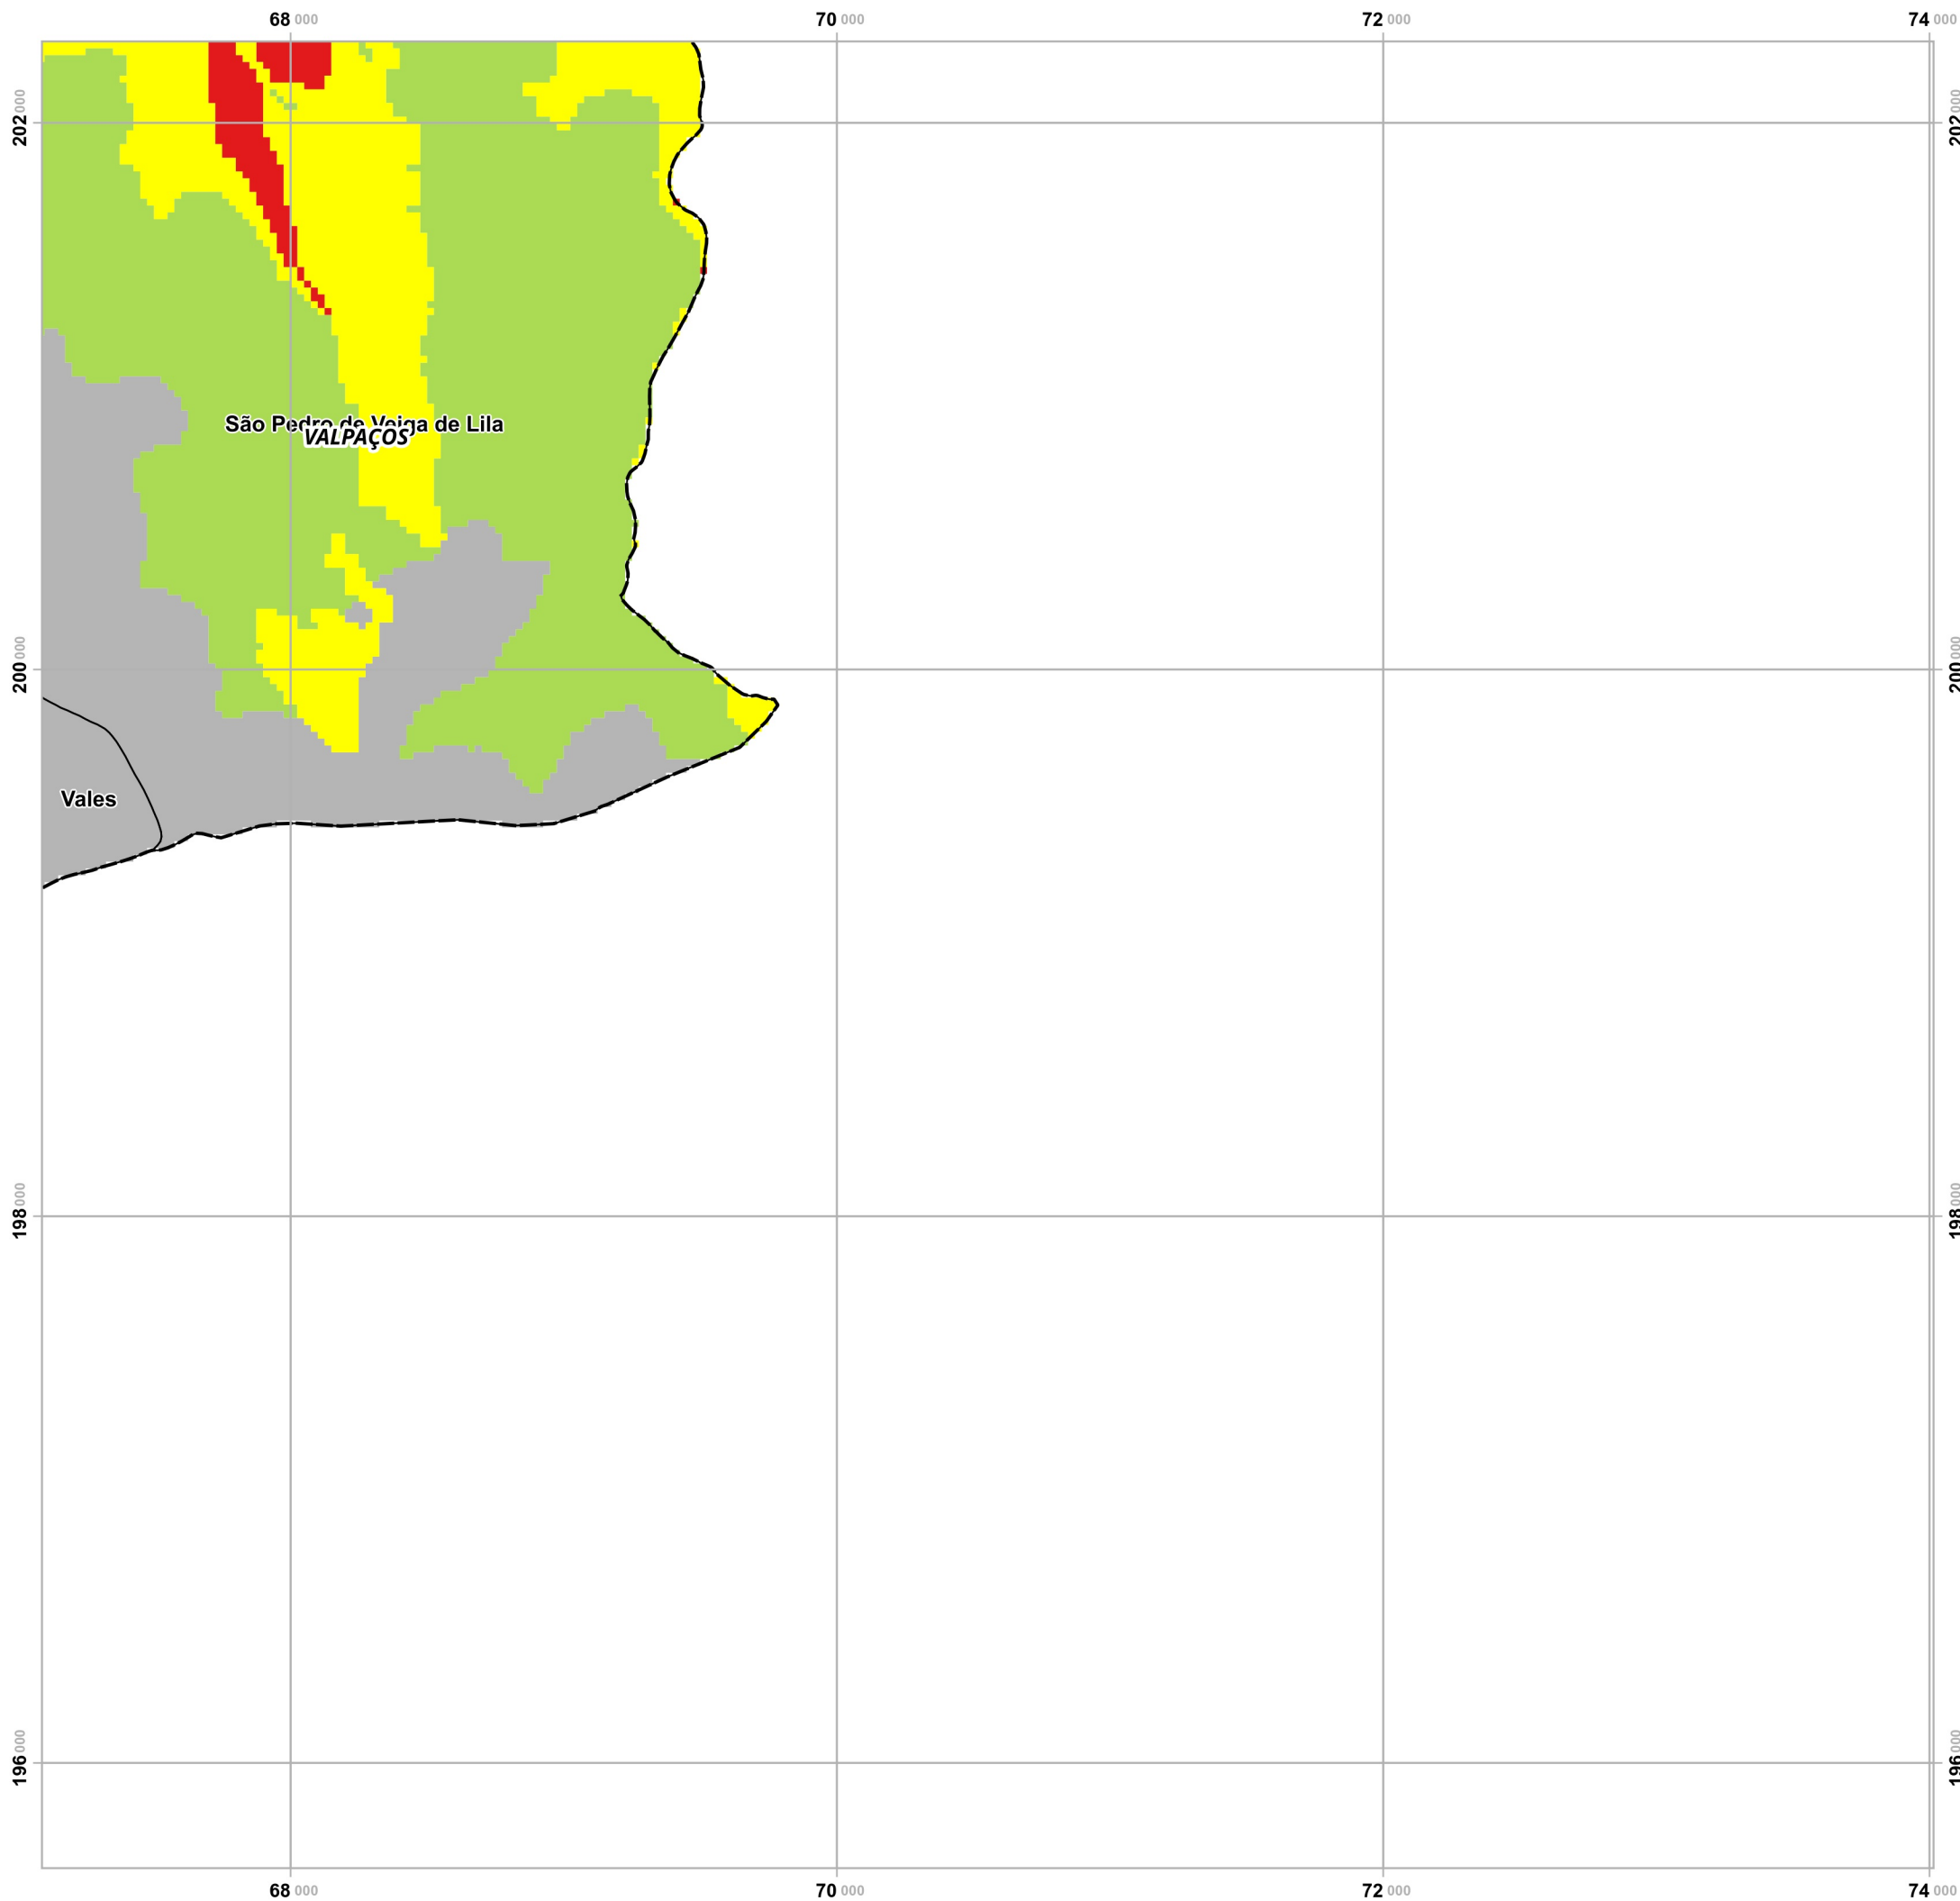 68 000 70 000 72 000 74 000
202 000 202 000
São Pedro de Veiga de Lila
VALPAÇOS
200 000 200 000
Vales
198 000 198 000
196 000 196 000
68 000 70 000 72 000 74 000